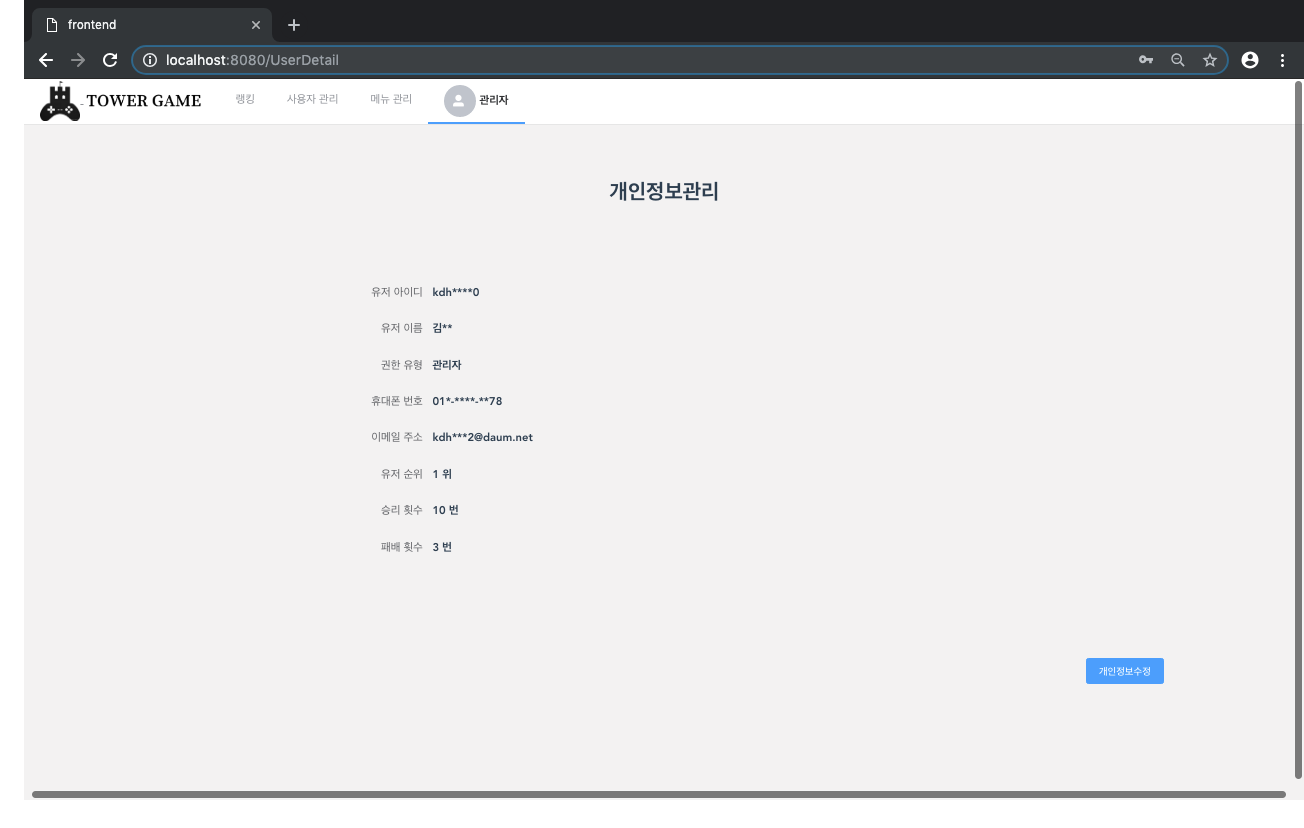 frontend
localhost:8080/UserDetail
TOWER GAME 랭킹 사용자 관리 메뉴 관리 관리자
개인정보관리
유저 아이디 kdh****0
유저 이름 김**
권한 유형 관리자
휴대폰 번호 01*-****-**78
이메일 주소 kdh***2@daum.net
유저 순위 1 위
승리 횟수 10 번
패배 횟수 3 번
개인정보수정